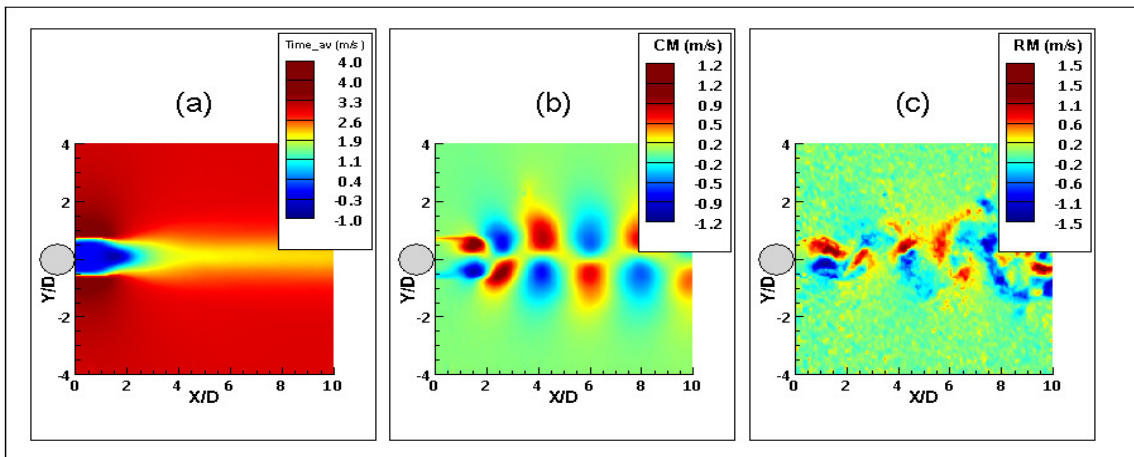 Time_av (m/s)
4.0
4.0
3.3
2.6
1.9
1.1
0.4
-0.3
-1.0
(a)
4
2
0
-2
-4
Y/D
0 2 4 6 8 10
X/D
CM (m/s)
1.2
1.2
0.9
0.5
0.2
-0.2
-0.5
-0.9
-1.2
(b)
4
2
0
-2
-4
Y/D
0 2 4 6 8 10
X/D
RM (m/s)
1.5
1.5
1.1
0.6
0.2
-0.2
-0.6
-1.1
-1.5
(c)
4
2
0
-2
-4
Y/D
0 2 4 6 8 10
X/D